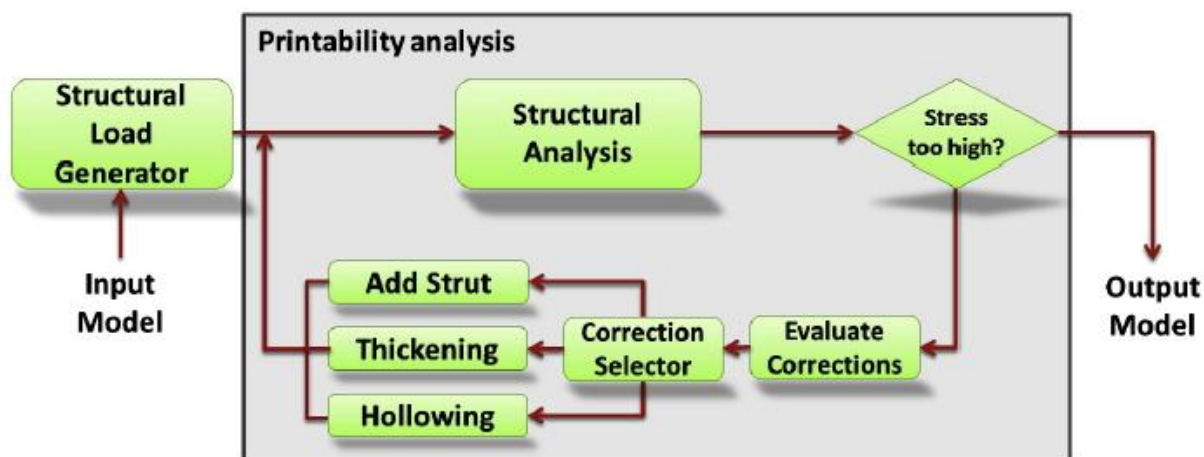 Printability analysis
Structural
Load
Generator
Structural
Analysis
Stress
too high?
Input
Model
Add Strut
Thickening
Hollowing
Correction
Selector
Evaluate
Corrections
Output
Model